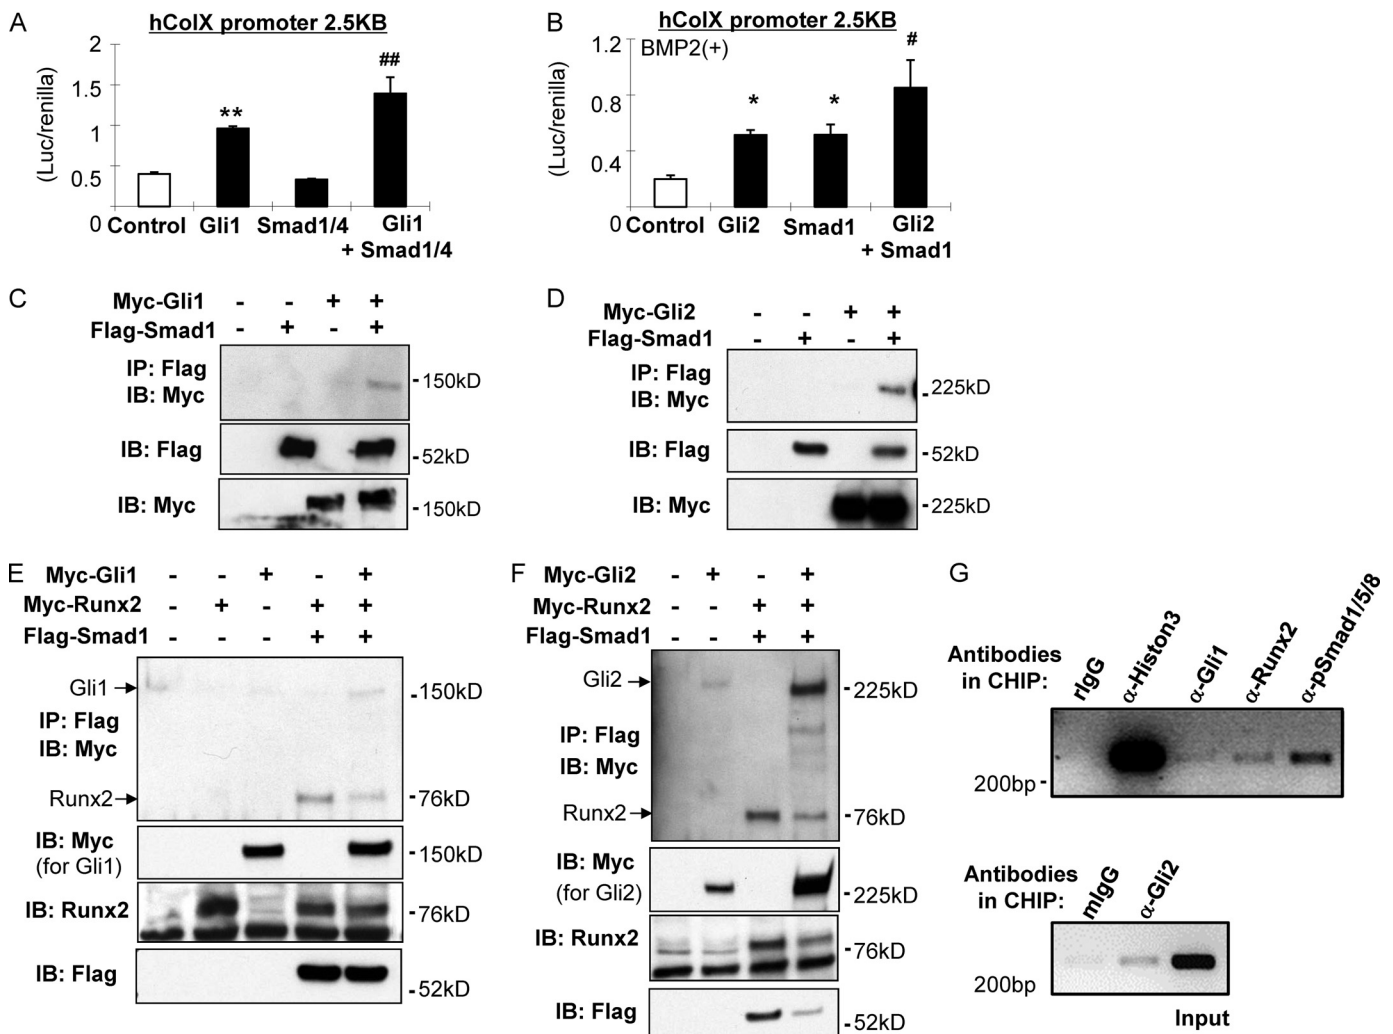 A
hColX promoter 2.5KB
(Luc/renilla)
2
1.5
1
0.5
0
**
##
Control Gli1 Smad1/4 Gli1
+ Smad1/4
B
hColX promoter 2.5KB
BMP2(+)
(Luc/renilla)
1.2
0.8
0.4
0
*
*
#
Control Gli2 Smad1 Gli2
+ Smad1
C
Myc-Gli1 - - + +
Flag-Smad1 - + - +
IP: Flag
IB: Myc
-150kD
IB: Flag
-52kD
IB: Myc
-150kD
D
Myc-Gli2 - - + +
Flag-Smad1 - + - +
IP: Flag
IB: Myc
-225kD
IB: Flag
-52kD
IB: Myc
-225kD
E
Myc-Gli1 - - + - +
Myc-Runx2 - + - + +
Flag-Smad1 - - - + +
Gli1
-150kD
IP: Flag
IB: Myc
Runx2
-76kD
IB: Myc
(for Gli1)
-150kD
IB: Runx2
-76kD
IB: Flag
-52kD
F
Myc-Gli2 - + - +
Myc-Runx2 - - + +
Flag-Smad1 - - + +
Gli2
-225kD
IP: Flag
IB: Myc
Runx2
-76kD
IB: Myc
(for Gli2)
-225kD
IB: Runx2
-76kD
IB: Flag
-52kD
G
Antibodies
in CHIP:
rIgG
α-Histon3
α-Gli1
α-Runx2
α-pSmad1/5/8
200bp -
Antibodies
in CHIP:
mIgG
α-Gli2
200bp
Input